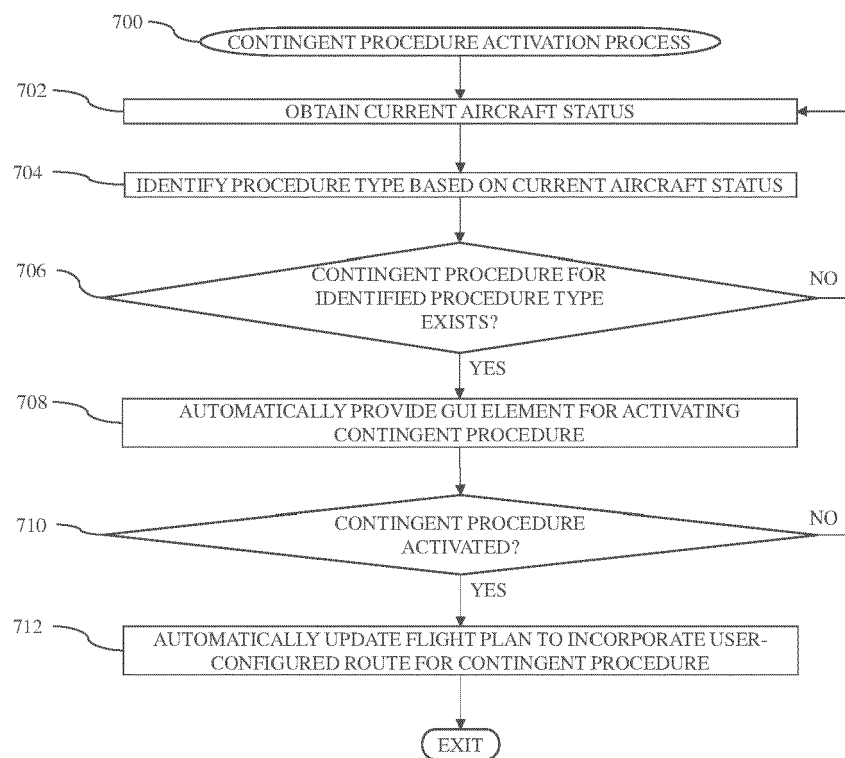 700
CONTINGENT PROCEDURE ACTIVATION PROCESS
702
OBTAIN CURRENT AIRCRAFT STATUS
704
IDENTIFY PROCEDURE TYPE BASED ON CURRENT AIRCRAFT STATUS
706
CONTINGENT PROCEDURE FOR
IDENTIFIED PROCEDURE TYPE
EXISTS?
NO
YES
708
AUTOMATICALLY PROVIDE GUI ELEMENT FOR ACTIVATING
CONTINGENT PROCEDURE
710
CONTINGENT PROCEDURE
ACTIVATED?
NO
YES
712
AUTOMATICALLY UPDATE FLIGHT PLAN TO INCORPORATE USER-
CONFIGURED ROUTE FOR CONTINGENT PROCEDURE
EXIT